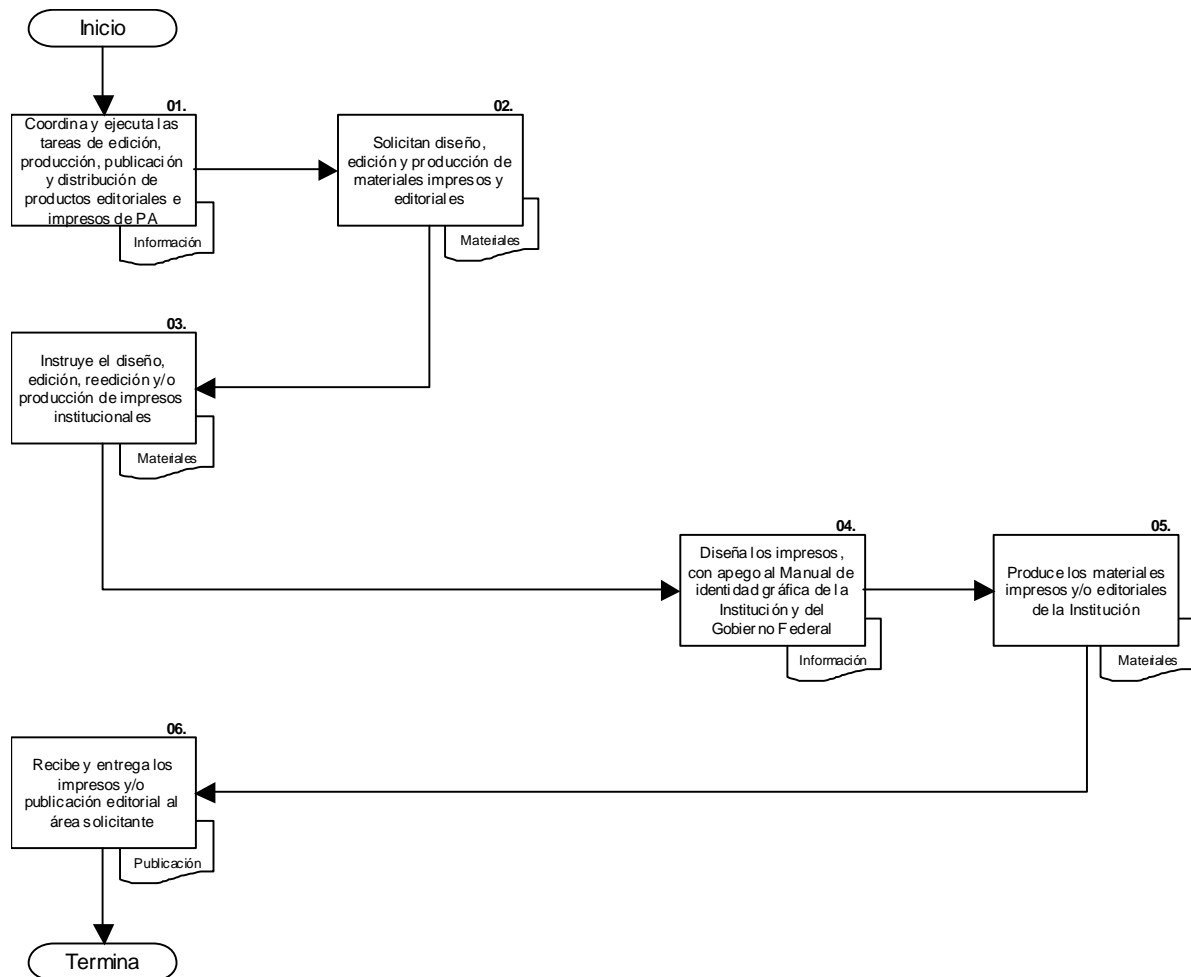 Inicio
01.
Coordina y ejecuta las
tareas de edición,
producción, publicación
y distribución de
productos editoriales e
impresos de PA
Información
02.
Solicitan diseño,
edición y producción de
materiales impresos y
editoriales
Materiales
03.
Instruye el diseño,
edición, reedición y/o
producción de impresos
institucionales
Materiales
04.
Diseña los impresos,
con apego al Manual de
identidad gráfica de la
Institución y del
Gobierno Federal
Información
05.
Produce los materiales
impresos y/o editoriales
de la Institución
Materiales
06.
Recibe y entrega los
impresos y/o
publicación editorial al
área solicitante
Publicación
Termina